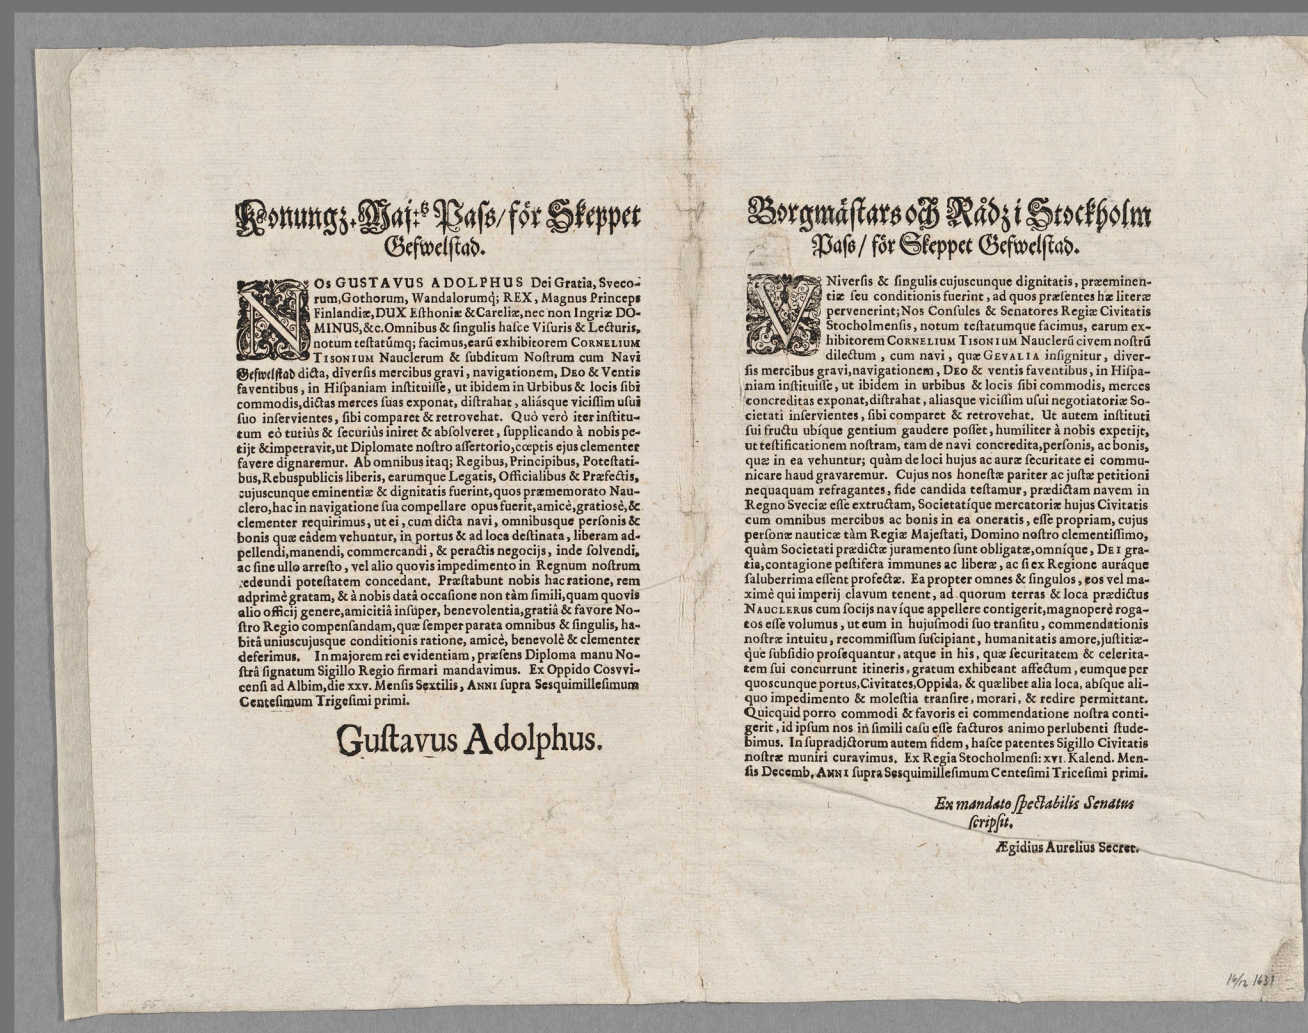 Konungz. Maj:tz Pass/ för Skeppet
Gefwelstad.
NOs GUSTAVUS ADOLPHUS Dei Gratia, Sveco-
rum, Gothorum, Wandalorumq; REX, Magnus Princeps
Finlandiæ, DUX Eſthoniæ & Careliæ, nec non Ingriæ DO-
MINUS, &c. Omnibus & ſingulis haſce Viſuris & Lecturis,
notum teſtatũmq; facimus, earũ exhibitorem CORNELIUM
TISONIUM Nauclerum & ſubditum Noſtrum cum Navi
Gefwelſtad dicta, diverſis mercibus gravi, navigationem, DEO & Ventis
faventibus, in Hiſpaniam inſtituiſſe, ut ibidem in Urbibus & locis ſibi
commodis, dictas merces ſuas exponat, diſtrahat, aliáſque viciſſim uſui
ſuo inſervientes, ſibi comparet & retrovehat. Quò verò iter inſtitu-
tum eò tutiùs & ſecuriùs iniret & abſolveret, ſupplicando à nobis pe-
tijt & impetravit, ut Diplomate noſtro aſſertorio, cœptis ejus clementer
favere dignaremur. Ab omnibus itaq; Regibus, Principibus, Poteſtati-
bus, Rebuspublicis liberis, earumque Legatis, Officialibus & Præfectis,
cujuscunque eminentiæ & dignitatis fuerint, quos præmemorato Nau-
clero, hac in navigatione ſua compellare opus fuerit, amicè, gratiosè, &
clementer requirimus, ut ei, cum dicta navi, omnibusque perſonis &
bonis quæ eâdem vehuntur, in portus & ad loca deſtinata, liberam ad-
pellendi, manendi, commercandi, & peractis negocijs, inde ſolvendi,
ac ſine ullo arreſto, vel alio quovis impedimento in Regnum noſtrum
redeundi poteſtatem concedant. Præſtabunt nobis hac ratione, rem
adprimè gratam, & à nobis datâ occaſione non tàm ſimili, quam quovis
alio officij genere, amicitiâ inſuper, benevolentia, gratiâ & favore No-
ſtro Regio compenſandam, quæ ſemper parata omnibus & ſingulis, ha-
bitâ uniuscujusque conditionis ratione, amicè, benevolè & clementer
deferimus. In majorem rei evidentiam, præſens Diploma manu No-
ſtrâ ſignatum Sigillo Regio firmari mandavimus. Ex Oppido Cosvvi-
cenſi ad Albim, die xxv. Menſis Sextilis, ANNI ſupra Sesquimilleſimum
Centeſimum Trigeſimi primi.
Guſtavus Adolphus.
Borgmäſtars och Rådz i Stockholm
Paſs/ för Skeppet Gefwelſtad.
VNiverſis & ſingulis cujuscunque dignitatis, præeminen-
tiæ ſeu conditionis fuerint, ad quos præſentes hæ literæ
pervenerint; Nos Conſules & Senatores Regiæ Civitatis
Stocholmenſis, notum teſtatumque facimus, earum ex-
hibitorem CORNELIUM TISONIUM Nauclerũ civem noſtrũ
dilectum, cum navi, quæ GEVALIA inſignitur, diver-
ſis mercibus gravi, navigationem, DEO & ventis faventibus, in Hiſpa-
niam inſtituiſſe, ut ibidem in urbibus & locis ſibi commodis, merces
concreditas exponat, diſtrahat, aliasque viciſſim uſui negotiatoriæ So-
cietati inſervientes, ſibi comparet & retrovehat. Ut autem inſtituti
ſui fructu ubíque gentium gaudere poſſet, humiliter à nobis expetijt,
ut teſtificationem noſtram, tam de navi concredita, perſonis, ac bonis,
quæ in ea vehuntur; quàm de loci hujus ac auræ ſecuritate ei commu-
nicare haud gravaremur. Cujus nos honeſtæ pariter ac juſtæ petitioni
nequaquam refragantes, fide candida teſtamur, prædictam navem in
Regno Sveciæ eſſe extructam, Societatíque mercatoriæ hujus Civitatis
cum omnibus mercibus ac bonis in ea oneratis, eſſe propriam, cujus
perſonæ nauticæ tàm Regiæ Majeſtati, Domino noſtro clementiſſimo,
quàm Societati prædictæ juramento ſunt obligatæ, omníque, DEI gra-
tia, contagione peſtifera immunes ac liberæ, ac ſi ex Regione auráque
ſaluberrima eſſent profectæ. Ea propter omnes & ſingulos, eos vel ma-
ximè qui imperij clavum tenent, ad quorum terras & loca prædictus
NAUCLERUS cum ſocijs navíque appellere contigerit, magnoperè roga-
tos eſſe volumus, ut eum in hujuſmodi ſuo tranſitu, commendationis
noſtræ intuitu, recommiſſum ſuſcipiant, humanitatis amore, juſtitiæ-
que ſubſidio proſequantur, atque in his, quæ ſecuritatem & celerita-
tem ſui concurrunt itineris, gratum exhibeant affectum, eumque per
quoscunque portus, Civitates, Oppida, & quælibet alia loca, abſque ali-
quo impedimento & moleſtia tranſire, morari, & redire permittant.
Quicquid porro commodi & favoris ei commendatione noſtra conti-
gerit, id ipſum nos in ſimili caſu eſſe facturos animo perlubenti ſtude-
bimus. In ſupradictorum autem fidem, haſce patentes Sigillo Civitatis
noſtræ muniri curavimus. Ex Regia Stocholmenſi: xvi. Kalend. Men-
ſis Decemb, ANNI ſupra Sesquimilleſimum Centeſimi Triceſimi primi.
Ex mandato ſpectabilis Senatus
ſcripſit.
Ægidius Aurelius Secret.
16/12 1631
55